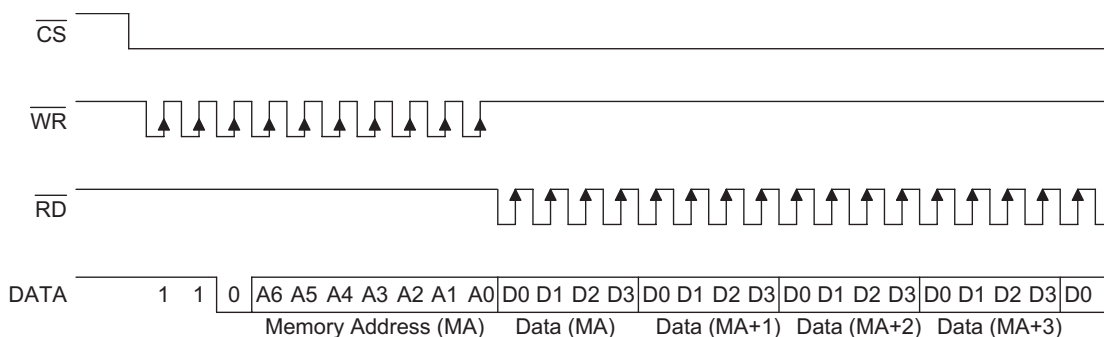 CS
WR
RD
DATA 1 1 0 A6 A5 A4 A3 A2 A1 A0 D0 D1 D2 D3 D0 D1 D2 D3 D0 D1 D2 D3 D0 D1 D2 D3 D0
Memory Address (MA) Data (MA) Data (MA+1) Data (MA+2) Data (MA+3)